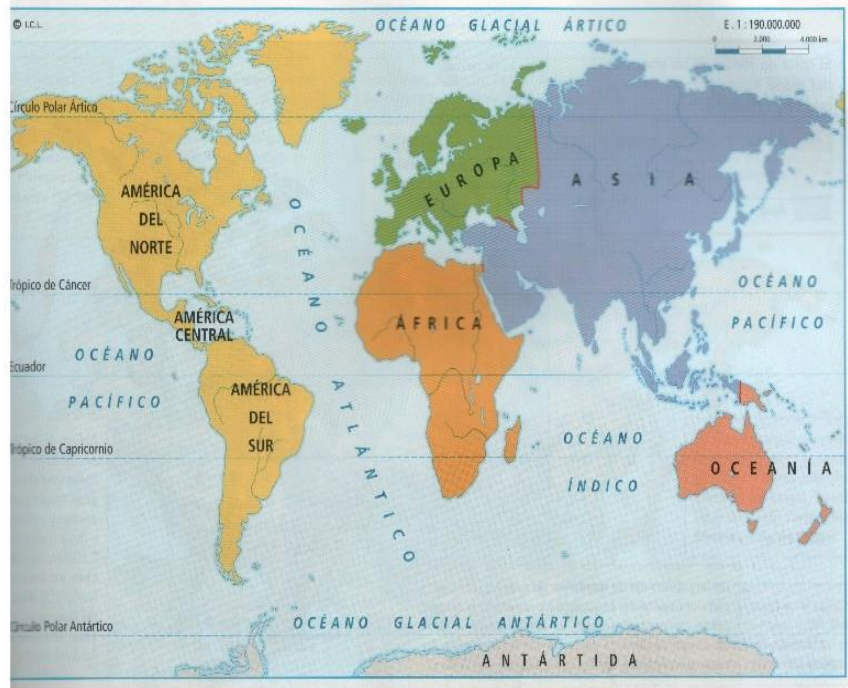 © I.C.L.
OCÉANO GLACIAL ÁRTICO
E. 1 : 190.000.000
0 2.000 4.000 km
Círculo Polar Ártico
EUROPA
ASIA
AMÉRICA
DEL
NORTE
OCÉANO ATLÁNTICO
Trópico de Cáncer
OCÉANO
PACÍFICO
AMÉRICA
CENTRAL
ÁFRICA
OCÉANO
PACÍFICO
Ecuador
AMÉRICA
DEL
SUR
OCÉANO
ÍNDICO
Trópico de Capricornio
OCEANÍA
OCÉANO GLACIAL ANTÁRTICO
Círculo Polar Antártico
ANTÁRTIDA